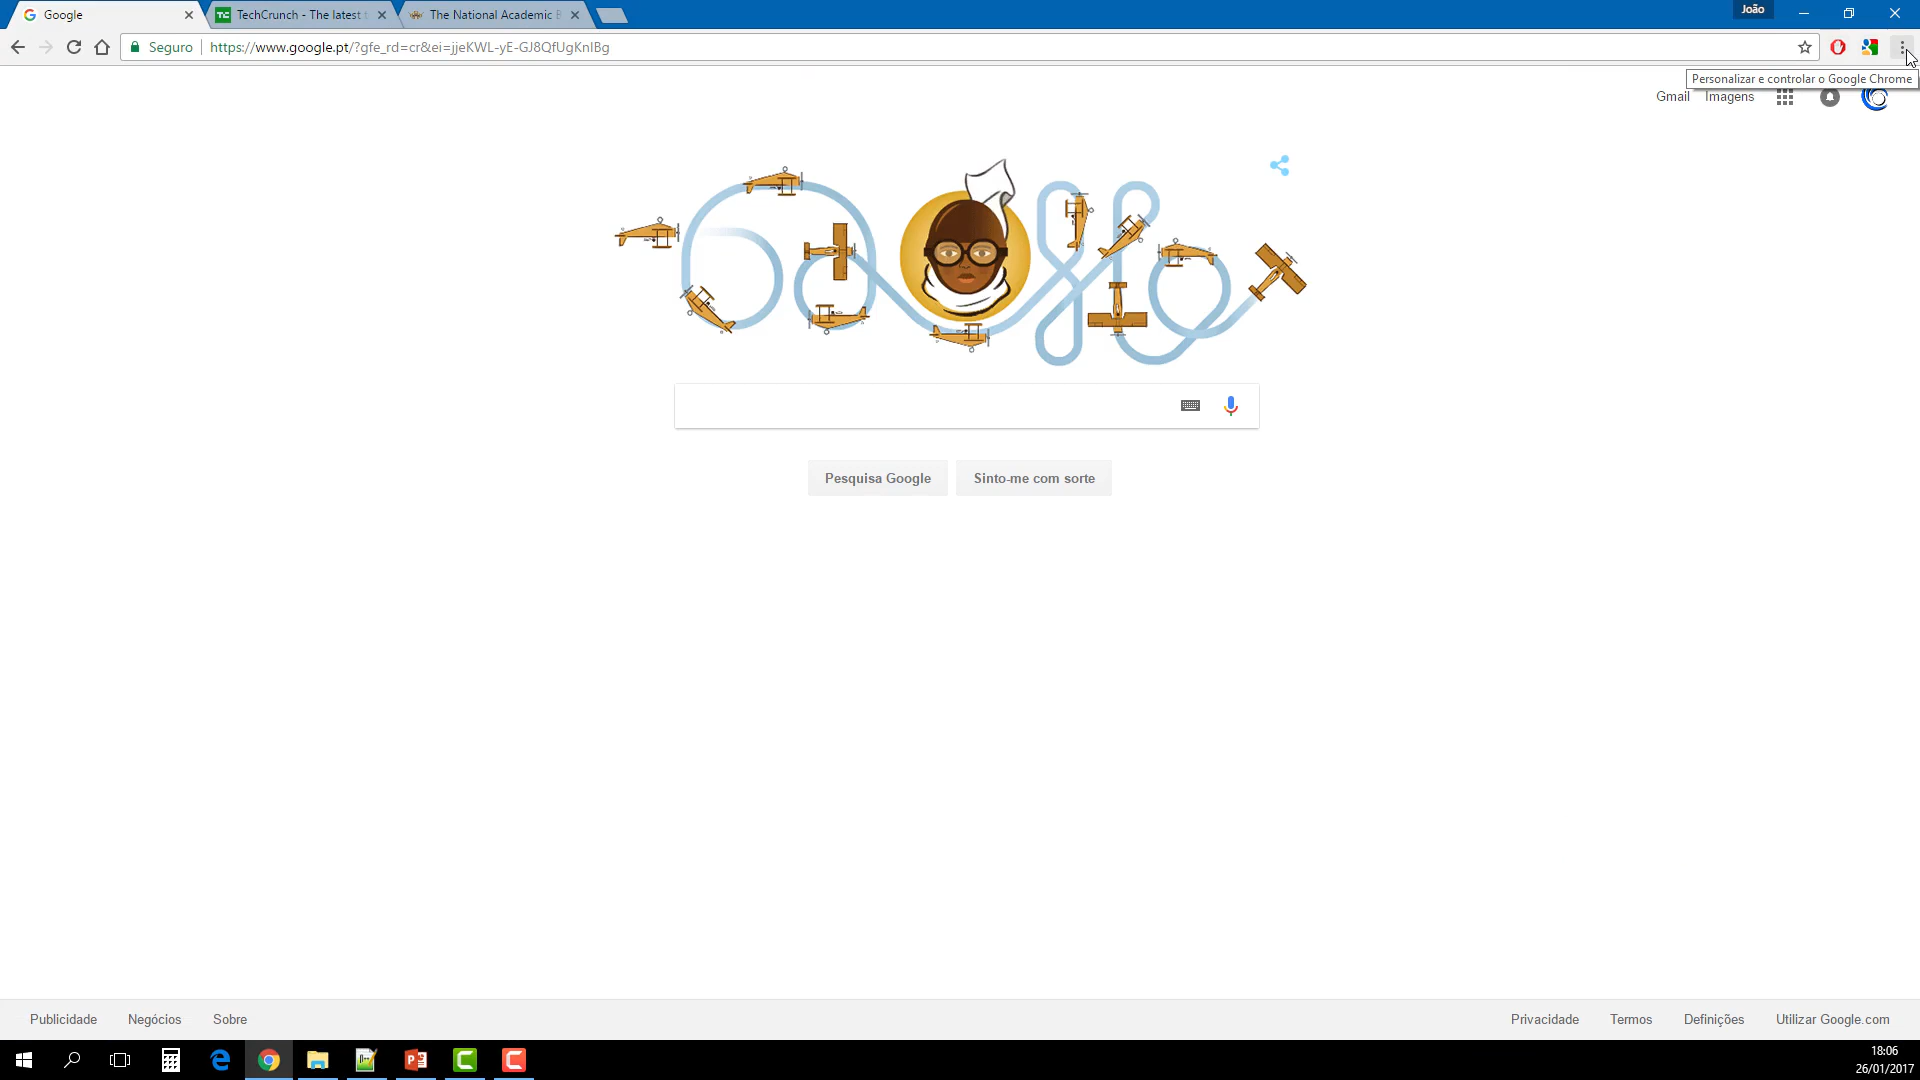 Google
TechCrunch - The latest t
The National Academic B
João
Seguro
https://www.google.pt/?gfe_rd=cr&ei=jjeKWL-yE-GJ8QfUgKnIBg
Personalizar e controlar o Google Chrome
Gmail Imagens
Pesquisa Google
Sinto-me com sorte
Publicidade Negócios Sobre
Privacidade Termos Definições Utilizar Google.com
18:06
26/01/2017